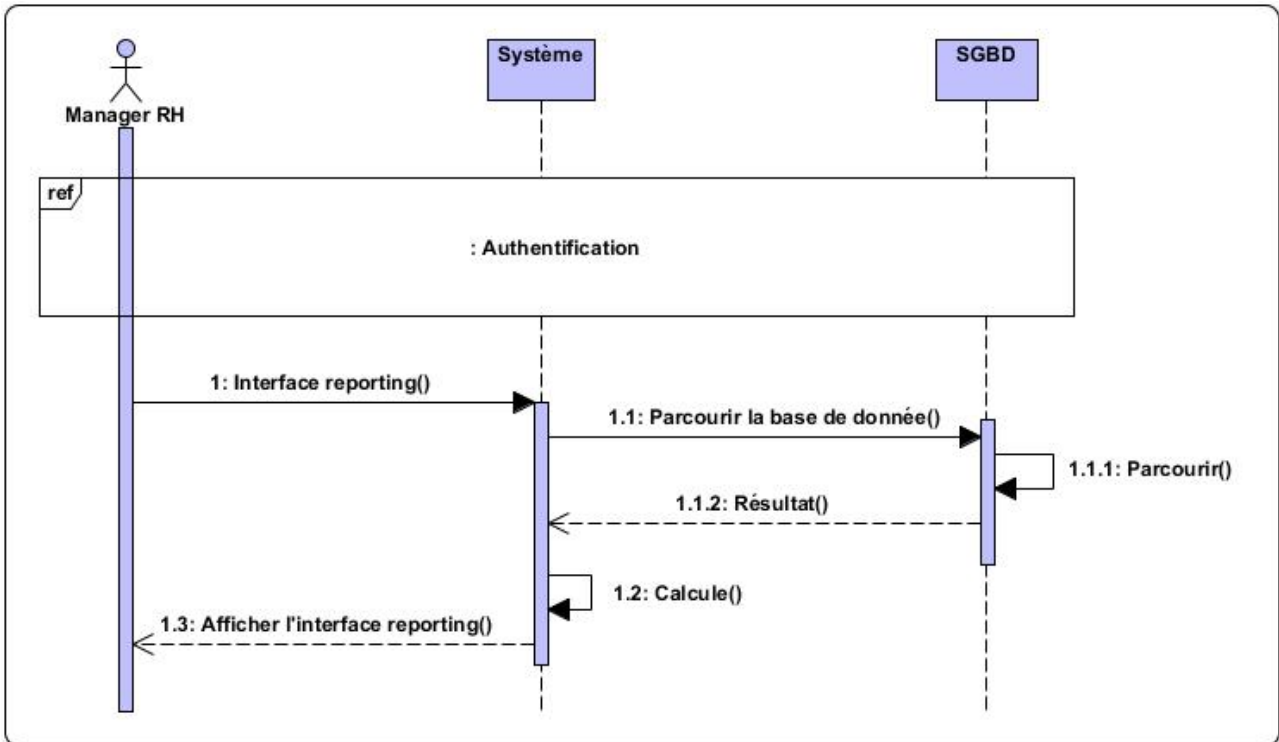 Manager RH
Système
SGBD
ref
: Authentification
1: Interface reporting()
1.1: Parcourir la base de donnée()
1.1.1: Parcourir()
1.1.2: Résultat()
1.2: Calcule()
1.3: Afficher l'interface reporting()